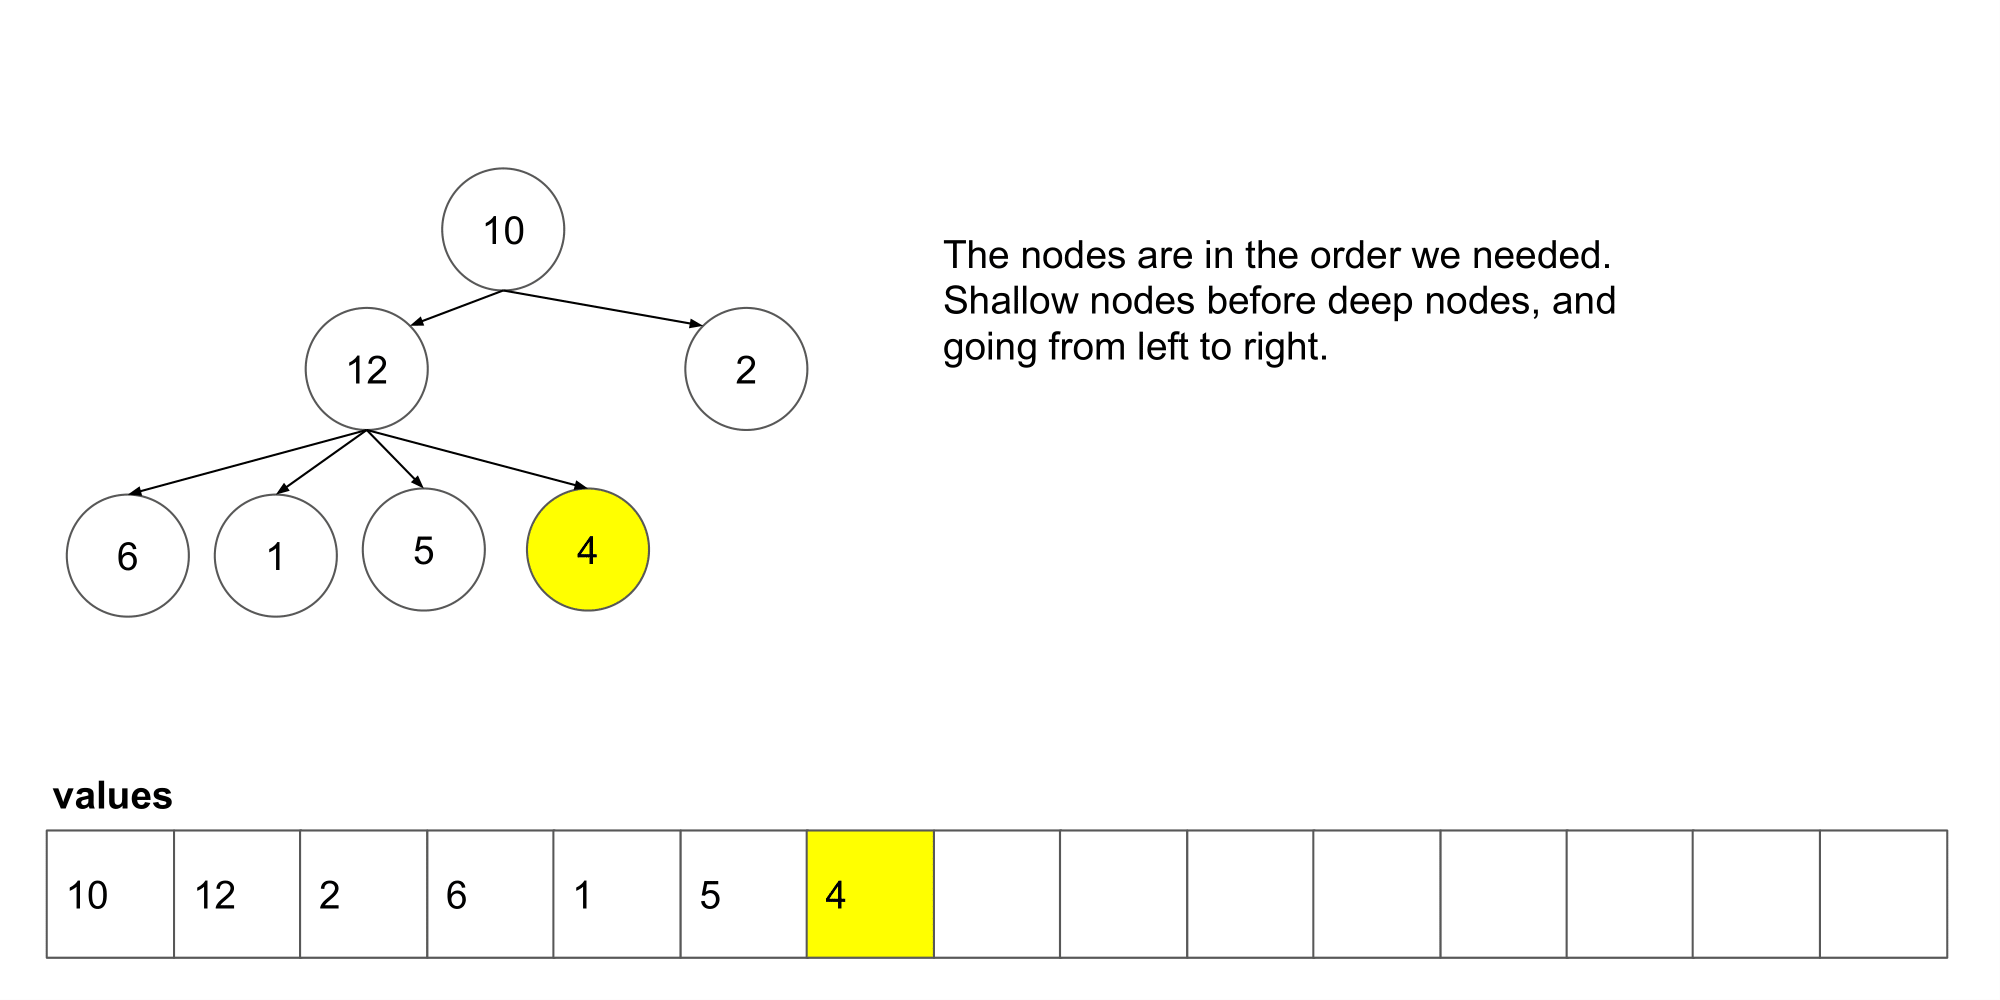 10
12
2
6
1
5
4
The nodes are in the order we needed.
Shallow nodes before deep nodes, and
going from left to right.
values
10 12 2 6 1 5 4